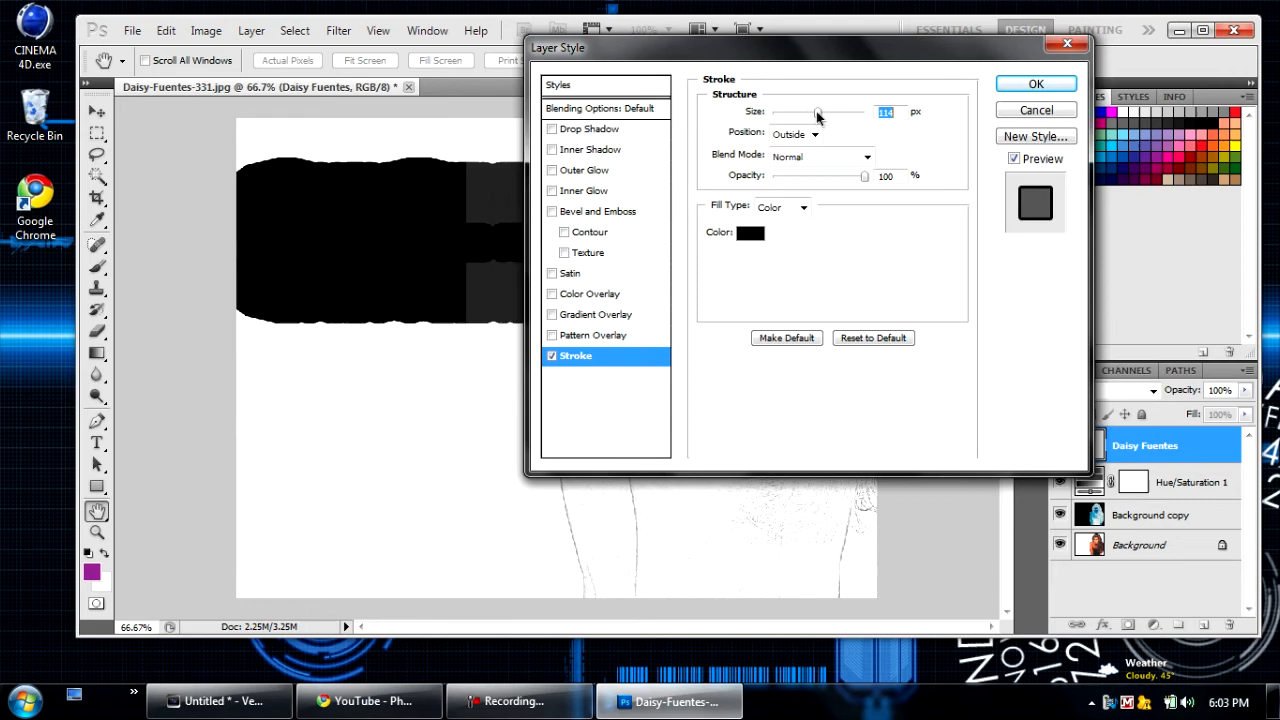 CINEMA
4D.exe
Recycle Bin
Google
Chrome
Ps
File
Edit
Image
Layer
Select
Filter
View
Window
Help
Br
Mb
100%
ESSENTIALS
DESIGN
PAINTING
Scroll All Windows
Actual Pixels
Fit Screen
Fill Screen
Daisy-Fuentes-331.jpg @ 66.7% (Daisy Fuentes, RGB/8) *
Layer Style
Styles
Blending Options: Default
Drop Shadow
Inner Shadow
Outer Glow
Inner Glow
Bevel and Emboss
Contour
Texture
Satin
Color Overlay
Gradient Overlay
Pattern Overlay
Stroke
Stroke
Structure
Size:
114
px
Position:
Outside
Blend Mode:
Normal
Opacity:
100
%
Fill Type:
Color
Color:
Make Default
Reset to Default
OK
Cancel
New Style...
Preview
STYLES
INFO
CHANNELS
PATHS
Opacity:
100%
Fill:
100%
Daisy Fuentes
Hue/Saturation 1
Background copy
Background
66.67%
Doc: 2.25M/3.25M
Weather
Cloudy. 45°
Untitled * - Ve...
YouTube - Ph...
Recording...
Daisy-Fuentes-...
6:03 PM